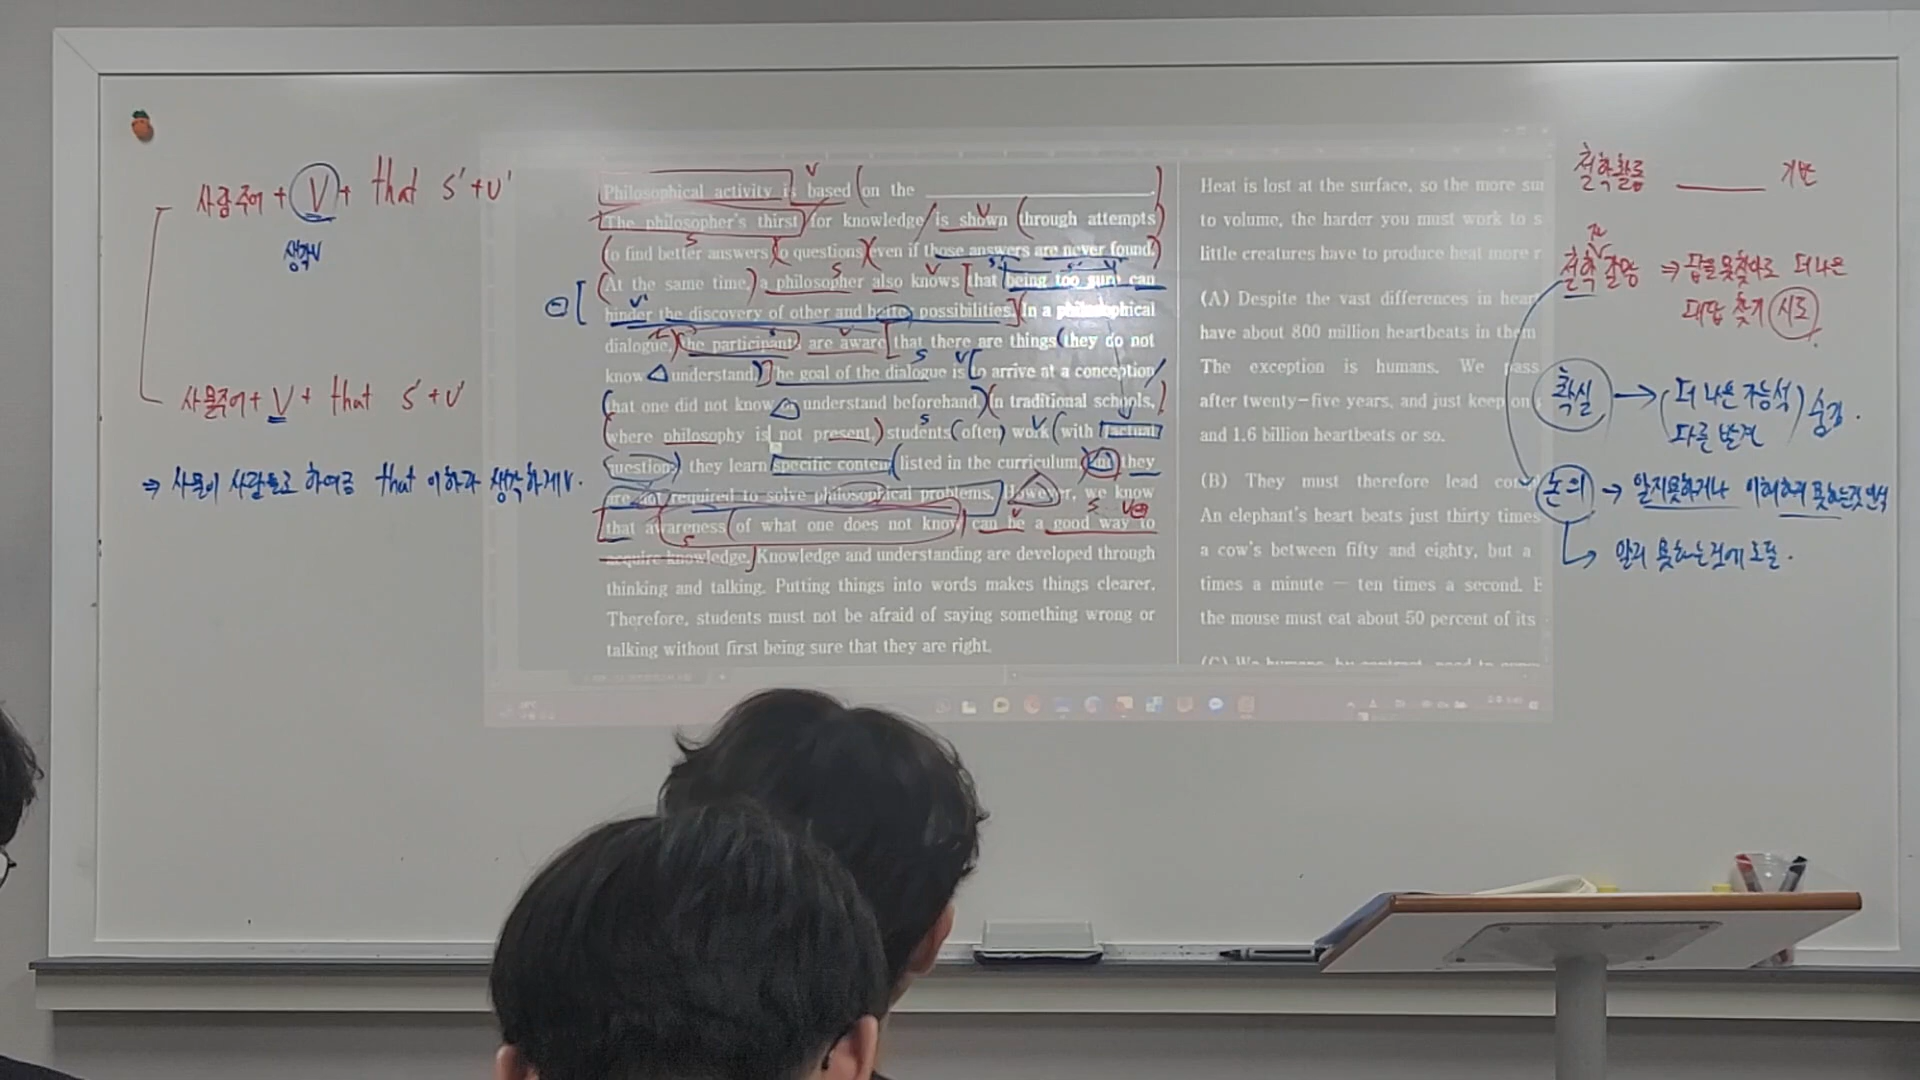 사람주어 + V + that s' + v'
생각V
사물주어 + V + that s' + v'
⇒ 사물이 사람들로 하여금 that 이하라 생각하게 V.
Philosophical activity is based on the ________.
The philosopher's thirst for knowledge is shown through attempts
to find better answers to questions even if those answers are never found.
At the same time, a philosopher also knows that being too sure can
hinder the discovery of other and better possibilities. In a philosophical
dialogue, the participants are aware that there are things they do not
know or understand. The goal of the dialogue is to arrive at a conception
that one did not know or understand beforehand. In traditional schools,
where philosophy is not present, students often work with factual
questions, they learn specific content listed in the curriculum, and they
are not required to solve philosophical problems. However, we know
that awareness of what one does not know can be a good way to
acquire knowledge. Knowledge and understanding are developed through
thinking and talking. Putting things into words makes things clearer.
Therefore, students must not be afraid of saying something wrong or
talking without first being sure that they are right.
Heat is lost at the surface, so the more sur
to volume, the harder you must work to s
little creatures have to produce heat more r
(A) Despite the vast differences in hear
have about 800 million heartbeats in them
The exception is humans. We pass
after twenty-five years, and just keep on
and 1.6 billion heartbeats or so.
(B) They must therefore lead
An elephant's heart beats just thirty times
a cow's between fifty and eighty, but a
times a minute — ten times a second. E
the mouse must eat about 50 percent of its
철학활동 ____ 기반
철학 갈망 ⇒ 답을 못찾아도 더 나은
대답 찾기 시도
확실 → (더 나은 가능성
다른 발견)
논의 → 알지못하거나 이해하지 못하는것 인식
알지 못하는것에 도달.